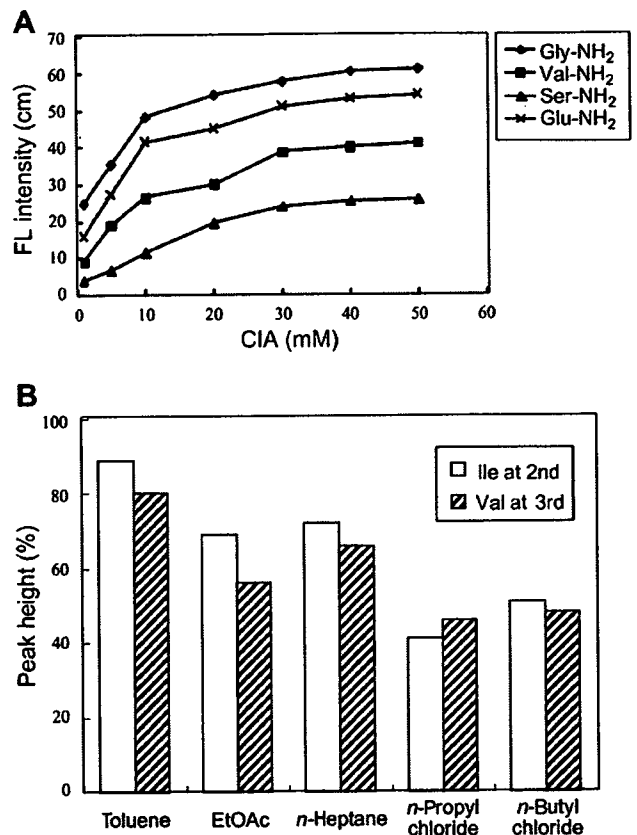 A
70
60
50
40
30
20
10
0
FL intensity (cm)
0 10 20 30 40 50 60
CIA (mM)
Gly-NH2
Val-NH2
Ser-NH2
Glu-NH2
B
100
80
60
40
20
0
Peak height (%)
Ile at 2nd
Val at 3rd
Toluene EtOAc n-Heptane n-Propyl n-Butyl
chloride chloride